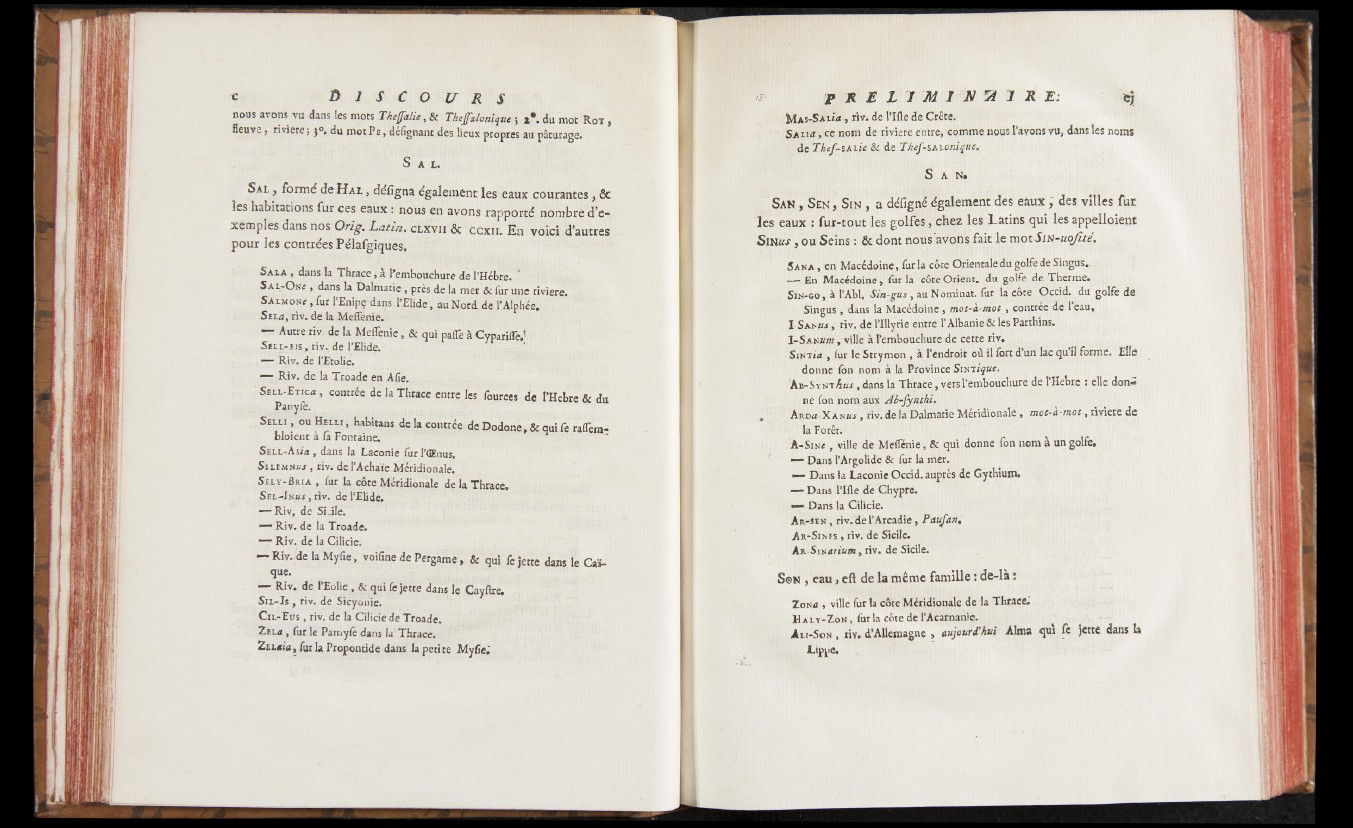 c DISCOURS
nous avons vu dans les mots Theſſalie, & Theſſalonique ; 2°. du mot Rot,
fleuve, riviere ; 3°. du mot Pe, déſignant des lieux propres au pâturage.
SAL.
Sal, formé de Hal, déſigna également les eaux courantes, &
les habitations ſur ces eaux : nous en avons rapporté nombre d'e-
xemples dans nos Orig. Latin. clxvii & ccxii. En voici d'autres
pour les contrées Pélaſgiques.
Sala, dans la Thrace, à l'embouchure de l'Hébre.
Sal-One, dans la Dalmatie, près de la mer & ſur une riviere.
Salmone, ſur l'Enipe dans l'Elide, au Nord de l'Alphée.
Sela, riv. de la Meſſenie.
— Autre riv. de la Meſſenie, & qui paſſe à Cypariſſe.
Sell-eis, riv. de l'Elide.
— Riv. de l'Etolie.
— Riv. de la Troade en Aſie.
Sell-Etica, contrée de la Thrace entre les ſources de l'Hebre & du
Panyſe.
Selli, ou Helli, habitans de la contrée de Dodone, & qui ſe raſſem-
bloient à ſa Fontaine.
Sell-Asia, dans la Laconie ſur l'Œnus.
Silemnus, riv. de l'Achaïe Méridionale.
Sely-Bria, ſur la côte Méridionale de la Thrace.
Sel-Inus, riv. de l'Elide.
— Riv. de Sicile.
— Riv. de la Troade.
— Riv. de la Cilicie.
— Riv. de la Myſie, voiſine de Pergame, & qui ſe jette dans le Caï-
que.
— Riv. de l'Eolie, & qui ſe jette dans le Cayſtre.
Sil-Is, riv. de Sicyonie.
Cil-Eus, riv. de la Cilicie de Troade.
Zela, ſur le Parnyſe dans la Thrace.
Zelaia, ſur la Propontide dans la petite Myſie.
PRELIMINAIRE. cj
Mas-Salia, riv. de l'Iſle de Crête.
Salia, ce nom de riviere entre, comme nous l'avons vu, dans les noms
de Theſ-salie & de Theſ-salonique.
SAN.
San, Sen, Sin, a déſigné également des eaux, des villes ſur
les eaux : ſur-tout les golfes, chez les Latins qui les appelloient
Sinus, ou Seins : & dont nous avons fait le mot Sin-uoſité.
Sana, en Macédoine, ſur la côte Orientale du golfe de Singus.
— En Macédoine, ſur la côte Orient. du golfe de Therme.
Sin-go, à l'Abl. Sin-gus, au Nominat. ſur la côte Occid. du golfe de
Singus, dans la Macédoine, mot-à-mot, contrée de l'eau.
I-Sanus, riv. de l'Illyrie entre l'Albanie & les Parthins.
I-Sanum, ville à l'embouchure de cette riv.
Sintia, ſur le Strymon, à l'endroit où il ſort d'un lac qu'il forme. Elle
donne ſon nom à la Province Sintique.
Ab-Synthus, dans la Thrace, vers l'embouchure de l'Hebre : elle don-
ne ſon nom aux Ab-ſynthi.
Arda-Xanus, riv. de la Dalmatie Méridionale, mot-à-mot, riviere de
la Forêt.
A-Sine, ville de Meſſénie, & qui donne ſon nom à un golfe.
— Dans l'Argolide & ſur la mer.
— Dans la Laconie Occid. auprès de Gythium.
— Dans l'Iſle de Chypre.
— Dans la Cilicie.
Ar-sen, riv. de l'Arcadie, Pauſan.
Ar-Sines, riv. de Sicile.
Ar-Sinarium, riv. de Sicile.
Son, eau, eſt de la même famille : de-là :
Zona, ville ſur la côte Méridionale de la Thrace.
Haly-Zon, ſur la côte de l'Acarnanie.
Ali-Son, riv. d'Allemagne, aujourd'hui Alma qui ſe jette dans la
Lippe.